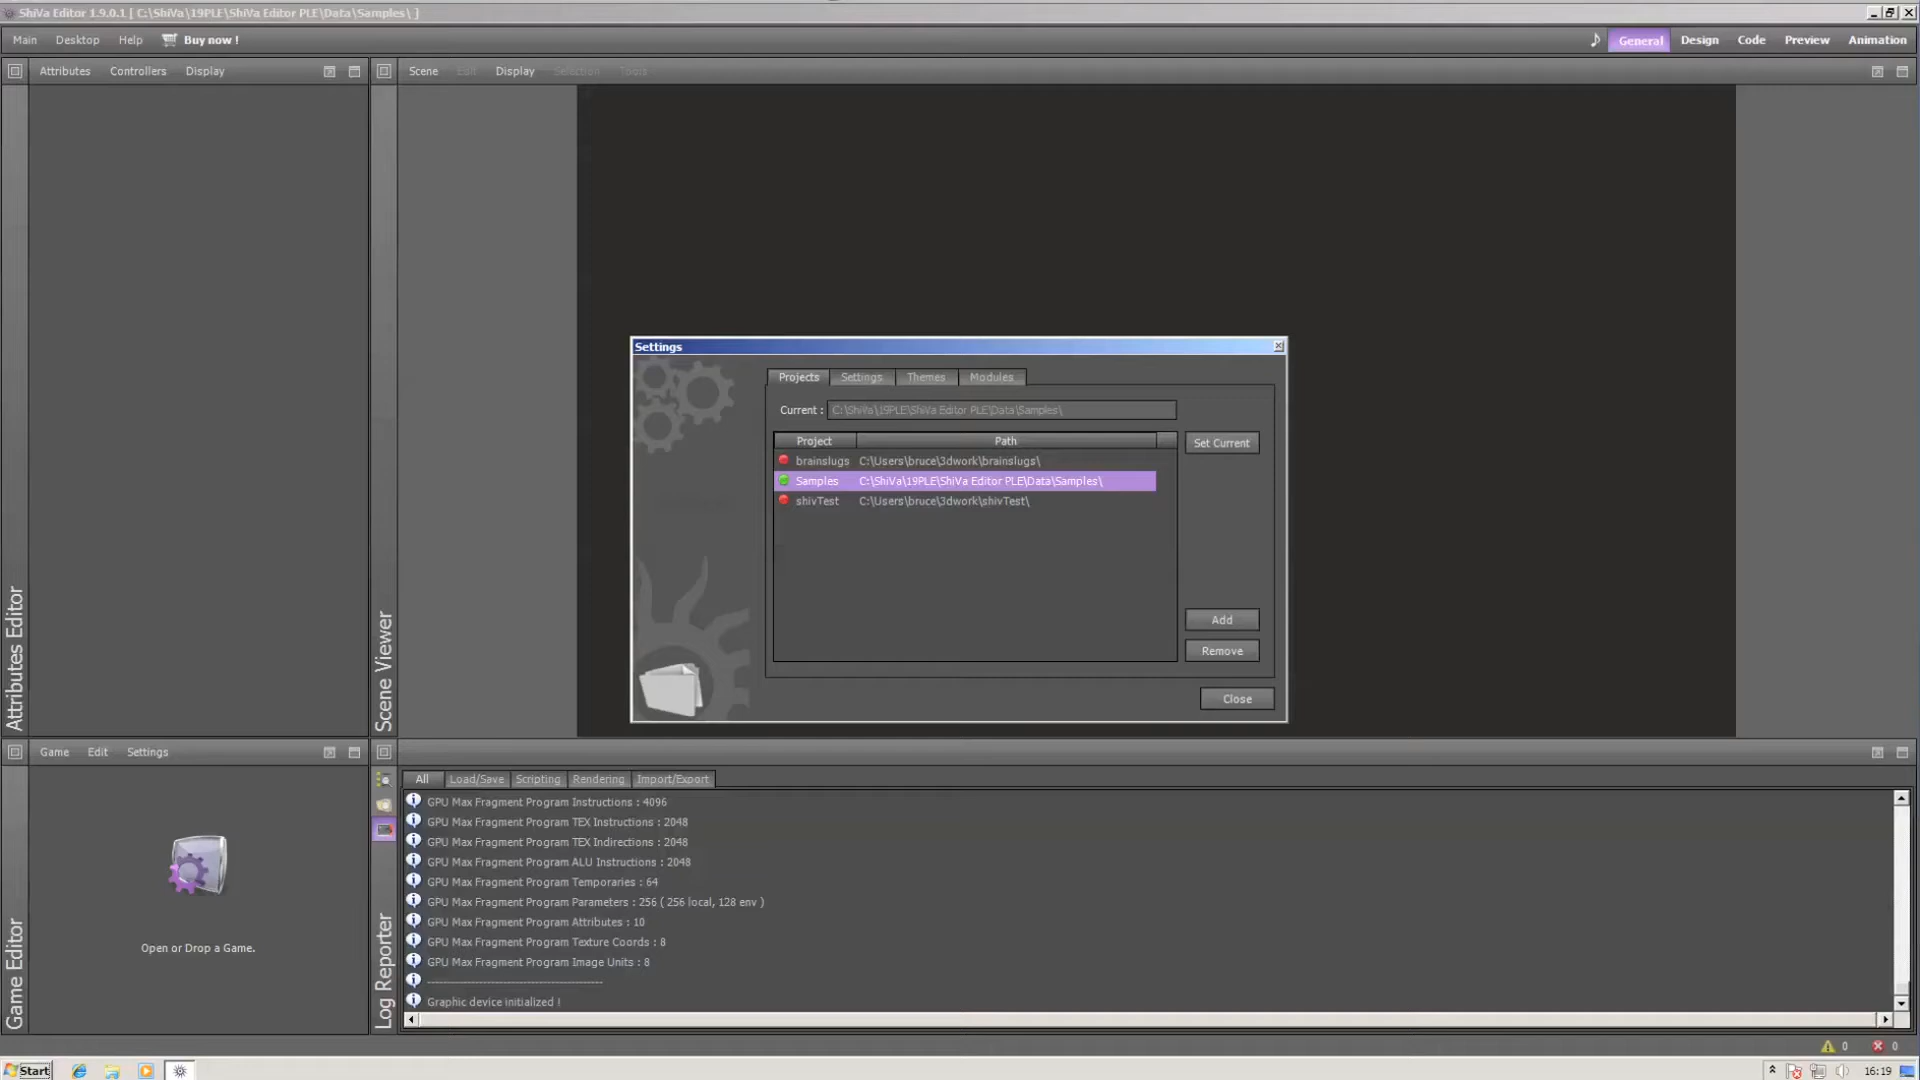 ShiVa Editor 1.9.0.1 [ C:\ShiVa\19PLE\ShiVa Editor PLE\Data\Samples\ ]
Main Desktop Help Buy now !
General Design Code Preview Animation
Attributes Controllers Display
Scene Edit Display Selection Tools
Attributes Editor
Scene Viewer
Settings
Projects Settings Themes Modules
Current : C:\ShiVa\19PLE\ShiVa Editor PLE\Data\Samples\
Project Path
Set Current
brainslugs C:\Users\bruce\3dwork\brainslugs\
Samples C:\ShiVa\19PLE\ShiVa Editor PLE\Data\Samples\
shivTest C:\Users\bruce\3dwork\shivTest\
Add
Remove
Close
Game Edit Settings
Game Editor
Open or Drop a Game.
Log Reporter
All Load/Save Scripting Rendering Import/Export
GPU Max Fragment Program Instructions : 4096
GPU Max Fragment Program TEX Instructions : 2048
GPU Max Fragment Program TEX Indirections : 2048
GPU Max Fragment Program ALU Instructions : 2048
GPU Max Fragment Program Temporaries : 64
GPU Max Fragment Program Parameters : 256 ( 256 local, 128 env )
GPU Max Fragment Program Attributes : 10
GPU Max Fragment Program Texture Coords : 8
GPU Max Fragment Program Image Units : 8
--------------------------------------------
Graphic device initialized !
0 0
Start
16:19